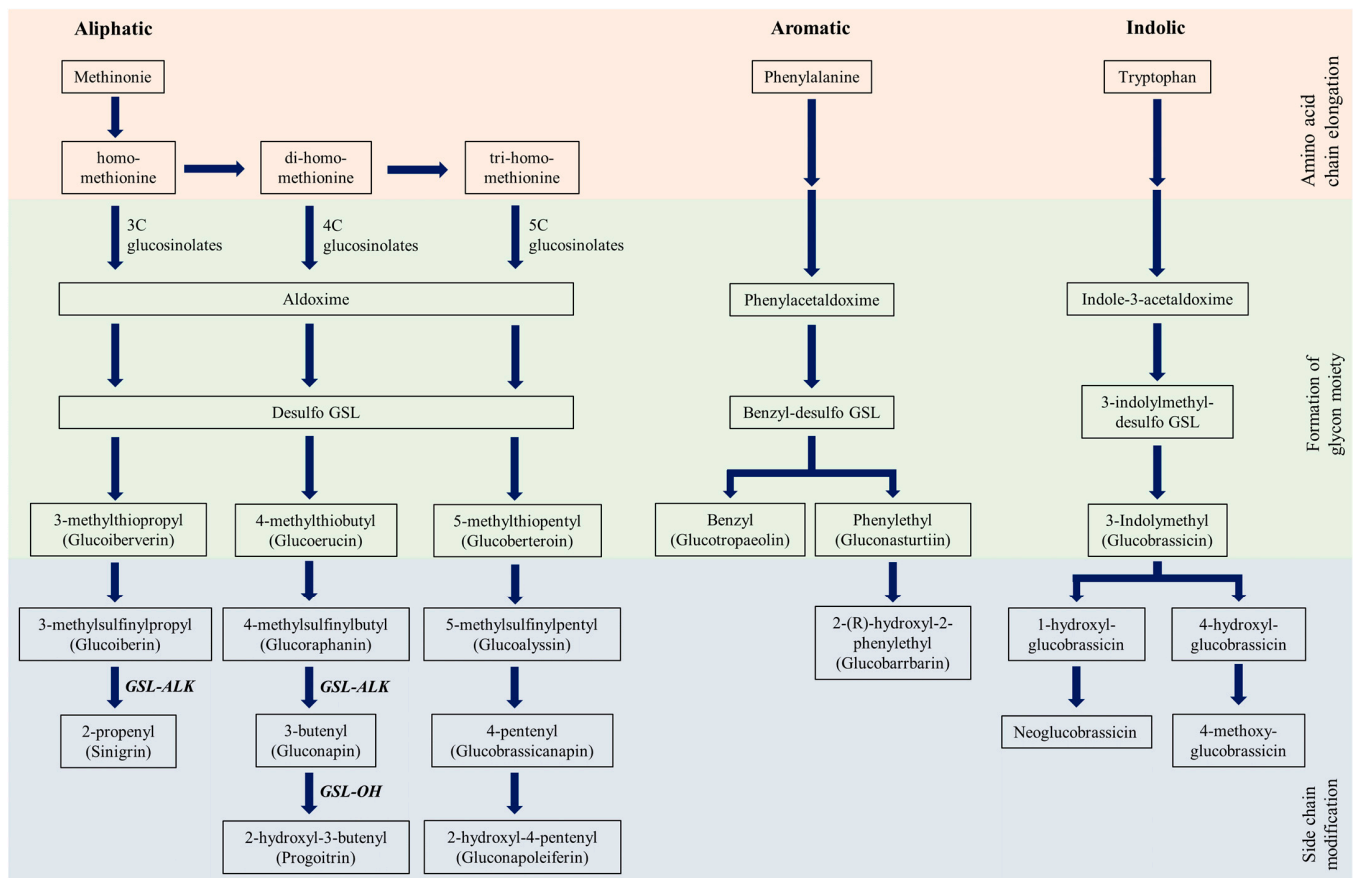 Aliphatic
Aromatic
Indolic
Methinonie
Phenylalanine
Tryptophan
Amino acid
chain elongation
homo-
methionine
di-homo-
methionine
tri-homo-
methionine
3C
glucosinolates
4C
glucosinolates
5C
glucosinolates
Aldoxime
Phenylacetaldoxime
Indole-3-acetaldoxime
Formation of
glycon moiety
Desulfo GSL
Benzyl-desulfo GSL
3-indolylmethyl-
desulfo GSL
3-methylthiopropyl
(Glucoiberverin)
4-methylthiobutyl
(Glucoerucin)
5-methylthiopentyl
(Glucoberteroin)
Benzyl
(Glucotropaeolin)
Phenylethyl
(Gluconasturtiin)
3-Indolymethyl
(Glucobrassicin)
3-methylsulfinylpropyl
(Glucoiberin)
4-methylsulfinylbutyl
(Glucoraphanin)
5-methylsulfinylpentyl
(Glucoalyssin)
2-(R)-hydroxyl-2-
phenylethyl
(Glucobarrbarin)
1-hydroxyl-
glucobrassicin
4-hydroxyl-
glucobrassicin
GSL-ALK
GSL-ALK
2-propenyl
(Sinigrin)
3-butenyl
(Gluconapin)
4-pentenyl
(Glucobrassicanapin)
Neoglucobrassicin
4-methoxy-
glucobrassicin
GSL-OH
2-hydroxyl-3-butenyl
(Progoitrin)
2-hydroxyl-4-pentenyl
(Gluconapoleiferin)
Side chain
modification